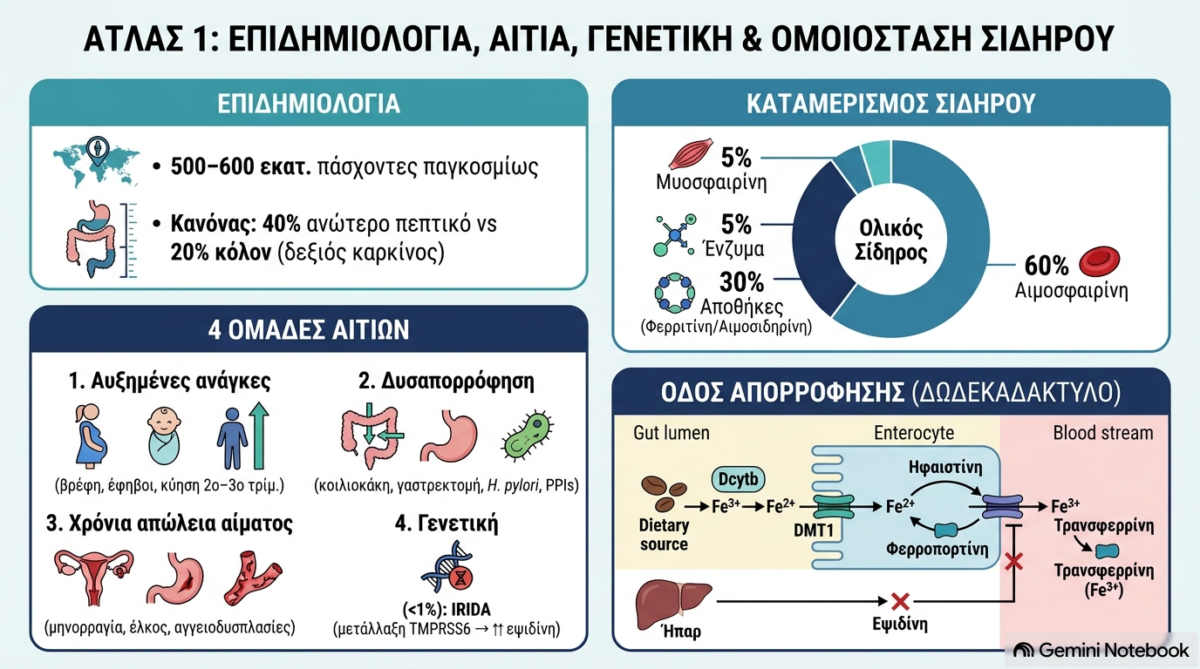 ΑΤΛΑΣ 1: ΕΠΙΔΗΜΙΟΛΟΓΙΑ, ΑΙΤΙΑ, ΓΕΝΕΤΙΚΗ & ΟΜΟΙΟΣΤΑΣΗ ΣΙΔΗΡΟΥ
ΕΠΙΔΗΜΙΟΛΟΓΙΑ
• 500–600 εκατ. πάσχοντες παγκοσμίως
• Κανόνας: 40% ανώτερο πεπτικό vs
20% κόλον (δεξιός καρκίνος)
4 ΟΜΑΔΕΣ ΑΙΤΙΩΝ
1. Αυξημένες ανάγκες
(βρέφη, έφηβοι, κύηση 2ο–3ο τρίμ.)
2. Δυσαπορρόφηση
(κοιλιοκάκη, γαστρεκτομή, H. pylori, PPIs)
3. Χρόνια απώλεια αίματος
(μηνορραγία, έλκος, αγγειοδυσπλασίες)
4. Γενετική
(<1%): IRIDA
(μετάλλαξη TMPRSS6 → ↑↑ εψιδίνη)
ΚΑΤΑΜΕΡΙΣΜΟΣ ΣΙΔΗΡΟΥ
5%
Μυοσφαιρίνη
5%
Ένζυμα
30%
Αποθήκες
(Φερριτίνη/Αιμοσιδηρίνη)
Ολικός
Σίδηρος
60%
Αιμοσφαιρίνη
ΟΔΟΣ ΑΠΟΡΡΟΦΗΣΗΣ (ΔΩΔΕΚΑΔΑΚΤΥΛΟ)
Gut lumen
Enterocyte
Blood stream
Dietary
source
Dcytb
Fe³⁺
Fe²⁺
DMT1
Fe²⁺
Ηφαιστίνη
Φερροπορτίνη
Fe³⁺
Τρανσφερρίνη
Τρανσφερρίνη
(Fe³⁺)
Ήπαρ
Εψιδίνη
Gemini Notebook